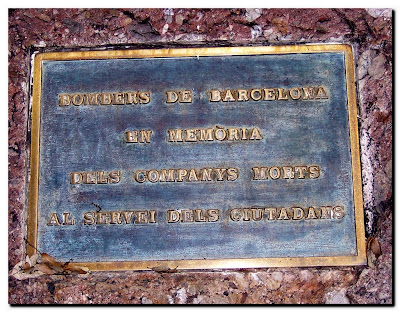 BOMBERS DE BARCELONA
EN MEMÒRIA
DELS COMPANYS MORTS
AL SERVEI DELS CIUTADANS